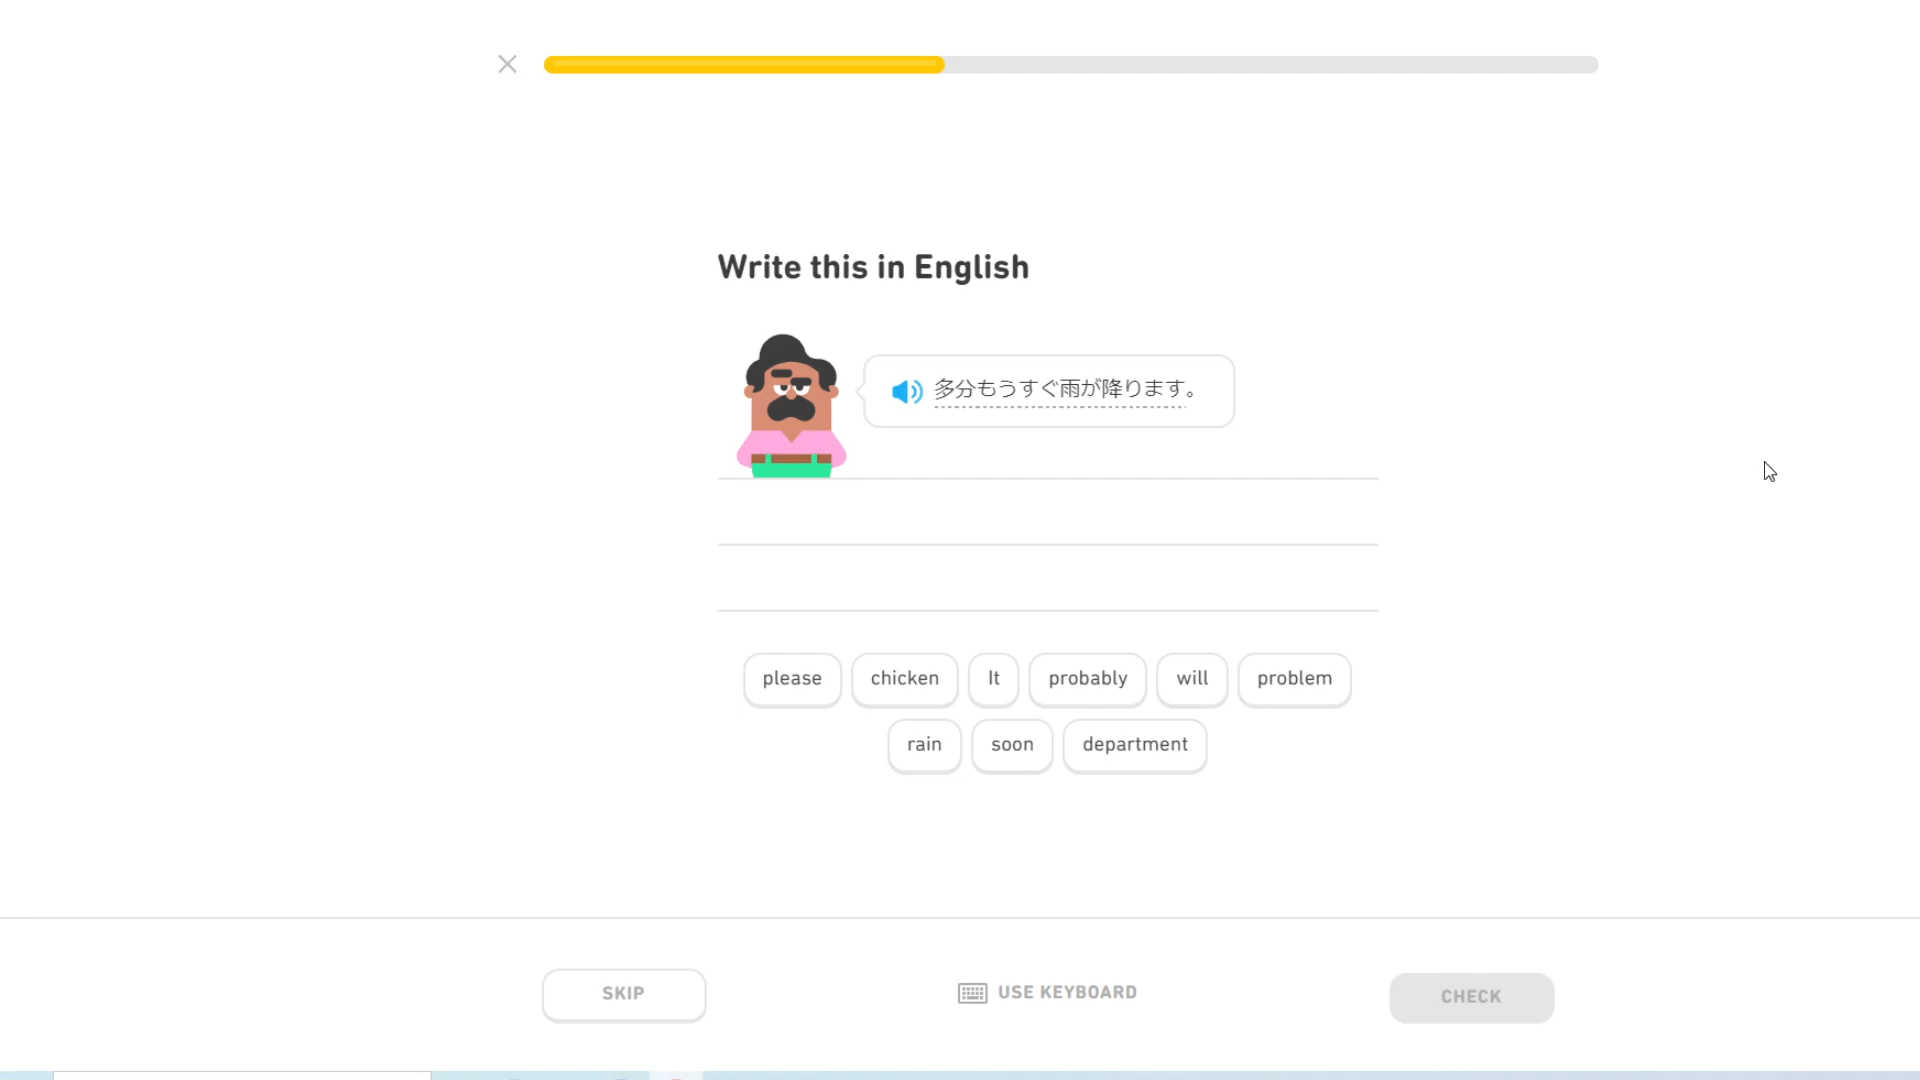 Write this in English
多分もうすぐ雨が降ります。
please chicken It probably will problem
rain soon department
SKIP USE KEYBOARD CHECK